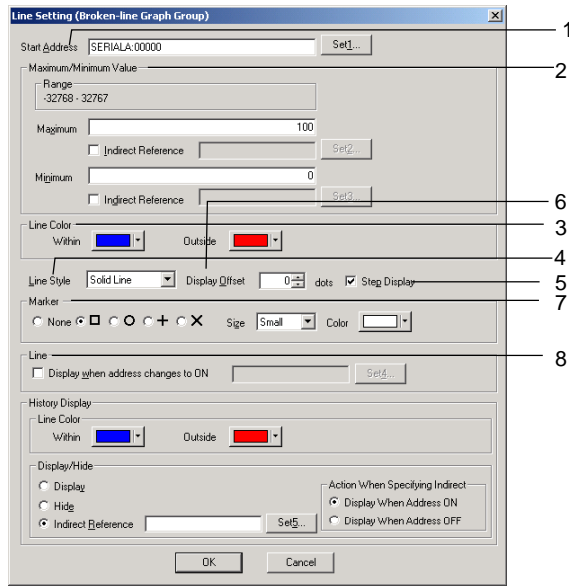 Line Setting (Broken-line Graph Group)
1
Start Address SERIALA:00000 Set1...
Maximum/Minimum Value 2
Range
-32768 - 32767
Maximum 100
Indirect Reference Set2...
Minimum 0
Indirect Reference Set3...
6
Line Color 3
Within Outside
4
Line Style Solid Line Display Offset 0 dots Step Display 5
Marker 7
None Size Small Color
Line 8
Display when address changes to ON Set4...
History Display
Line Color
Within Outside
Display/Hide
Display
Hide
Indirect Reference Set5...
Action When Specifying Indirect
Display When Address ON
Display When Address OFF
OK Cancel